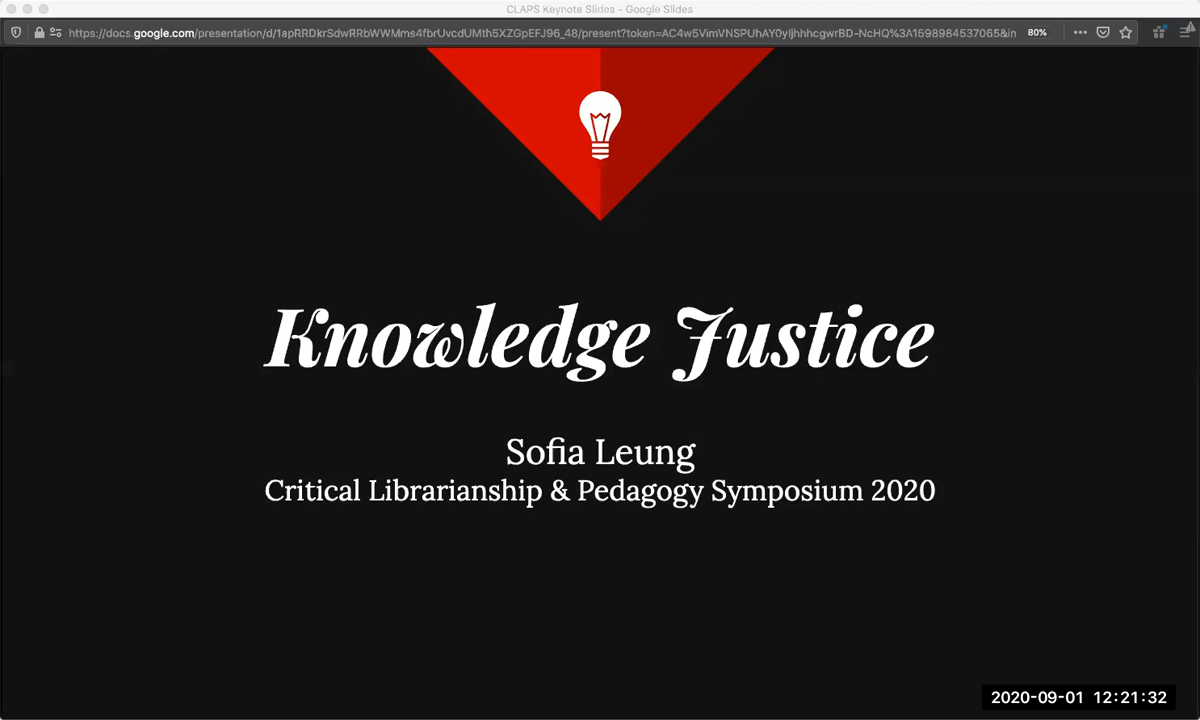 CLAPS Keynote Slides - Google Slides
https://docs.google.com/presentation/d/1apRRDkrSdwRRbWWMms4fbrUvcdUMth5XZGpEFJ96_48/present?token=AC4w5VimVNSPUhAY0yljhhhcgwrBD-NcHQ%3A1598984537065&in 80%
Knowledge Justice
Sofia Leung
Critical Librarianship & Pedagogy Symposium 2020
2020-09-01 12:21:32